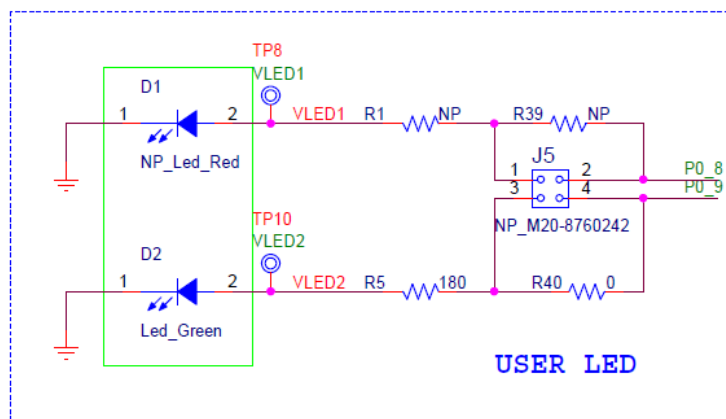 TP8
VLED1
D1
1
2
VLED1
R1
NP
R39
NP
NP_Led_Red
J5
1
2
P0_8
3
4
P0_9
NP_M20-8760242
TP10
VLED2
D2
1
2
VLED2
R5
180
R40
0
Led_Green
USER LED